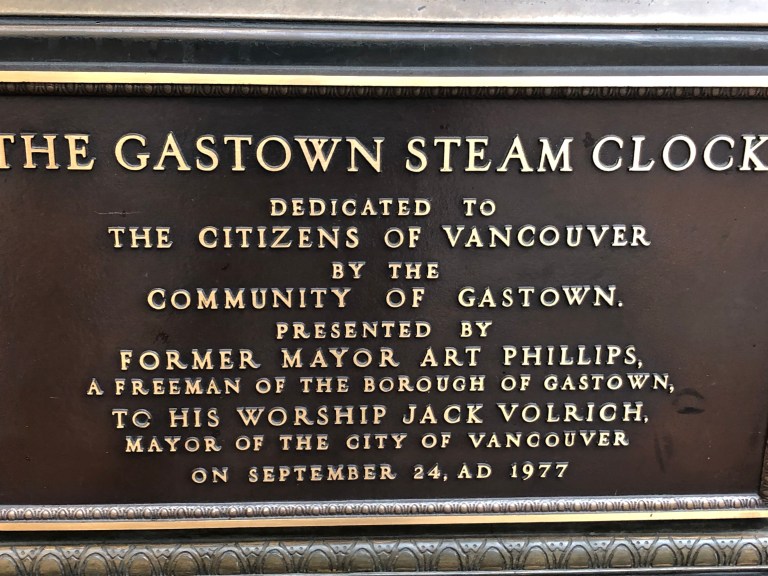 THE GASTOWN STEAM CLOCK
DEDICATED TO
THE CITIZENS OF VANCOUVER
BY THE
COMMUNITY OF GASTOWN.
PRESENTED BY
FORMER MAYOR ART PHILLIPS,
A FREEMAN OF THE BOROUGH OF GASTOWN,
TO HIS WORSHIP JACK VOLRICH,
MAYOR OF THE CITY OF VANCOUVER
ON SEPTEMBER 24, AD 1977